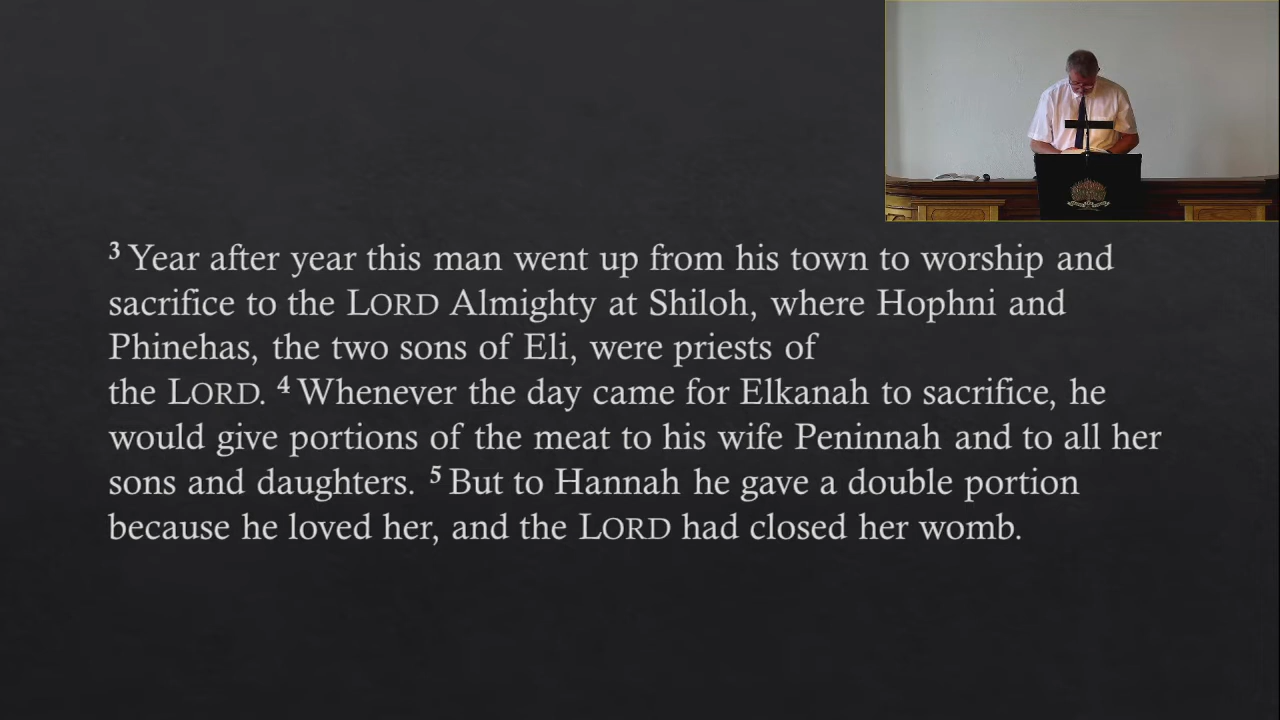 3 Year after year this man went up from his town to worship and
sacrifice to the LORD Almighty at Shiloh, where Hophni and
Phinehas, the two sons of Eli, were priests of
the LORD. 4 Whenever the day came for Elkanah to sacrifice, he
would give portions of the meat to his wife Peninnah and to all her
sons and daughters. 5 But to Hannah he gave a double portion
because he loved her, and the LORD had closed her womb.